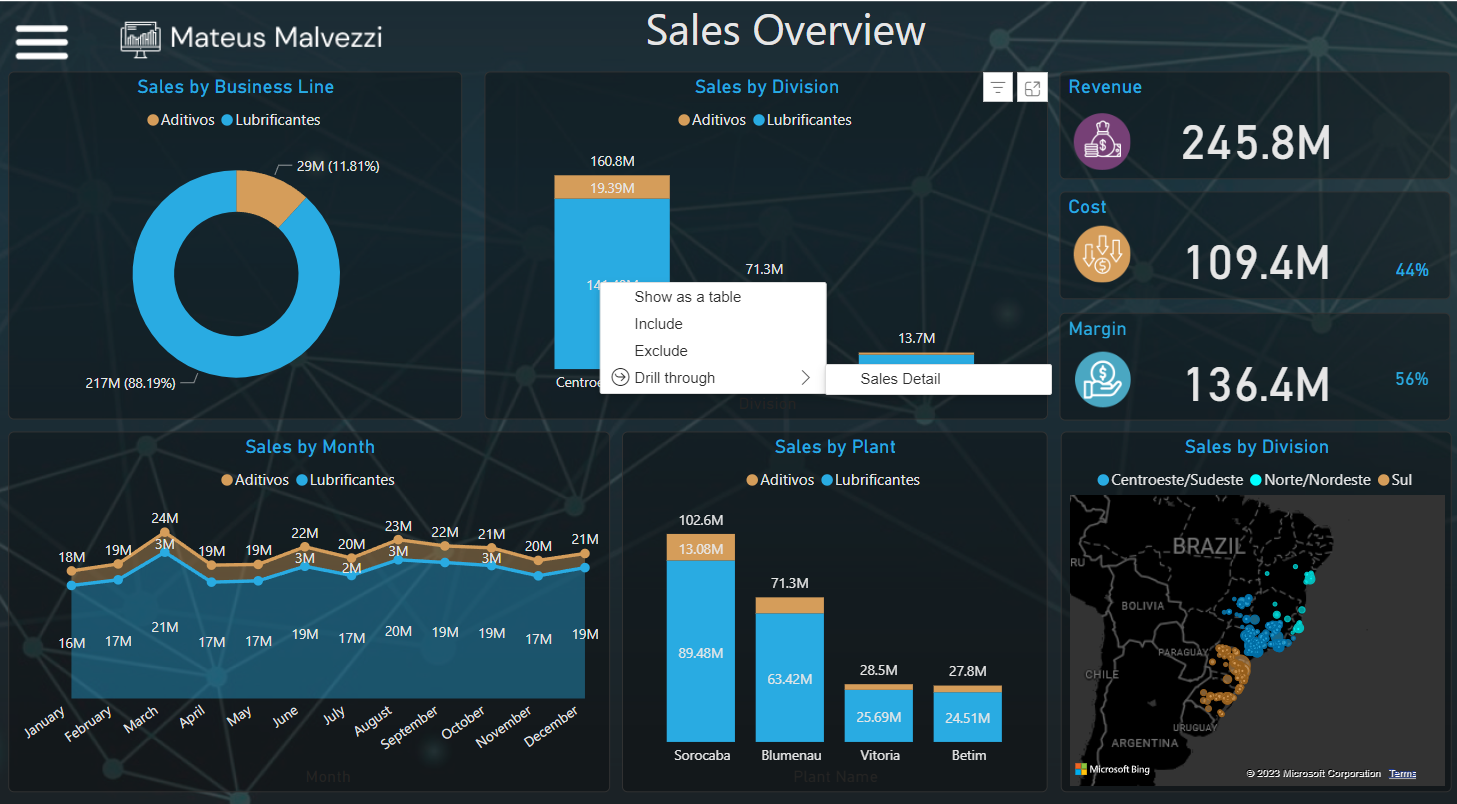 Mateus Malvezzi
Sales Overview
Sales by Business Line
Aditivos Lubrificantes
29M (11.81%)
217M (88.19%)
Sales by Division
Aditivos Lubrificantes
160.8M
19.39M
71.3M
13.7M
Centroe
Division
Show as a table
Include
Exclude
Drill through
Sales Detail
Revenue
245.8M
Cost
109.4M
44%
Margin
136.4M
56%
Sales by Month
Aditivos Lubrificantes
18M 19M 24M 19M 19M 22M 20M 23M 22M 21M 20M 21M
3M 3M 2M 3M 3M
16M 17M 21M 17M 17M 19M 17M 20M 19M 19M 17M 19M
January February March April May June July August September October November December
Month
Sales by Plant
Aditivos Lubrificantes
102.6M
13.08M
89.48M
71.3M
63.42M
28.5M
25.69M
27.8M
24.51M
Sorocaba Blumenau Vitoria Betim
Plant Name
Sales by Division
Centroeste/Sudeste Norte/Nordeste Sul
BRAZIL
RU
BOLIVIA
PARAGUAY
CHILE
URUGUAY
ARGENTINA
Microsoft Bing
© 2023 Microsoft Corporation Terms